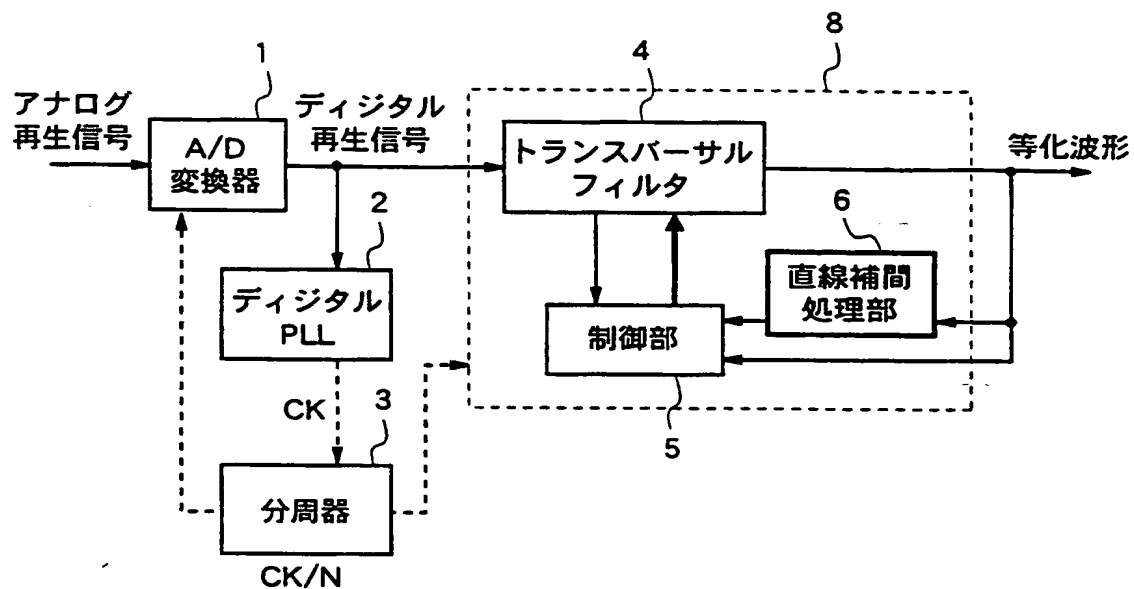 8
4
1
アナログ
再生信号
ディジタル
再生信号
A/D
変換器
トランスバーサル
フィルタ
等化波形
2
6
ディジタル
PLL
直線補間
処理部
制御部
CK
3
5
分周器
CK/N